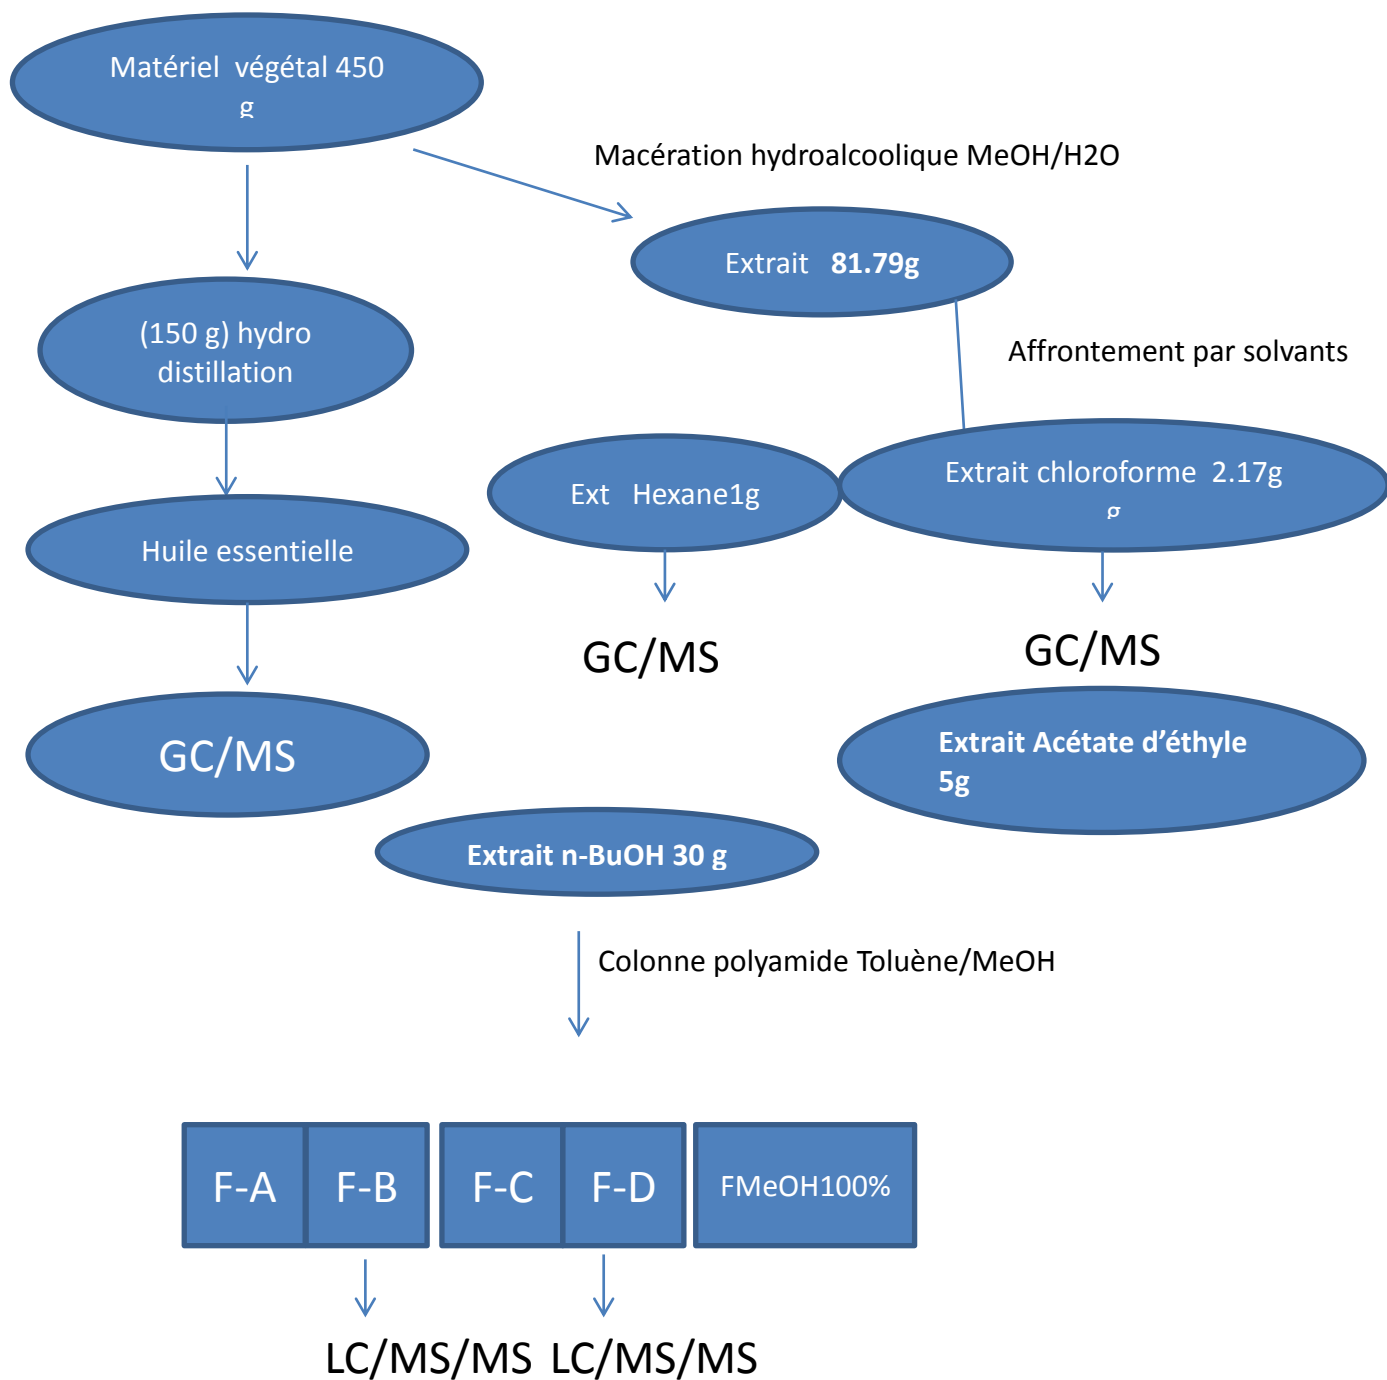 Matériel végétal 450
g
Macération hydroalcoolique MeOH/H2O
Extrait 81.79g
(150 g) hydro
distillation
Affrontement par solvants
Ext Hexane1g
Extrait chloroforme 2.17g
g
Huile essentielle
GC/MS
GC/MS
GC/MS
Extrait Acétate d’éthyle
5g
Extrait n-BuOH 30 g
Colonne polyamide Toluène/MeOH
F-A
F-B
F-C
F-D
FMeOH100%
LC/MS/MS
LC/MS/MS